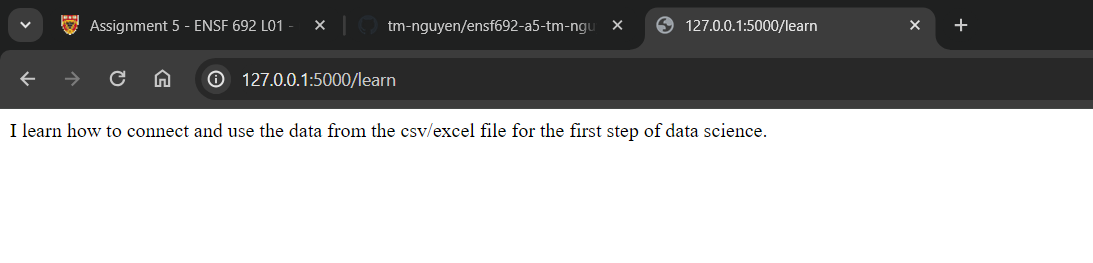 Assignment 5 - ENSF 692 L01 -
tm-nguyen/ensf692-a5-tm-ngu
127.0.0.1:5000/learn
127.0.0.1:5000/learn
I learn how to connect and use the data from the csv/excel file for the first step of data science.